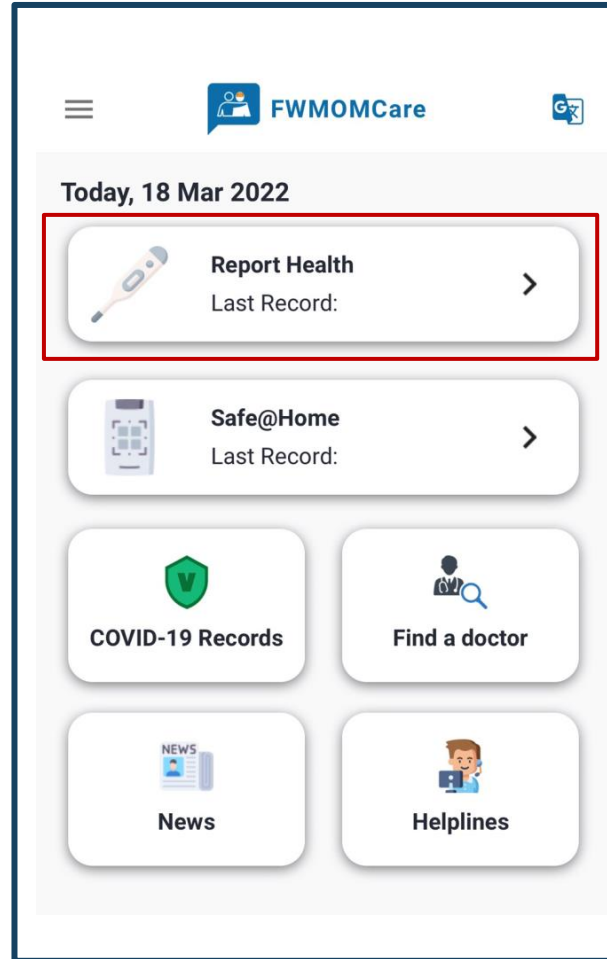 FWMOMCare
Today, 18 Mar 2022
Report Health
Last Record:
Safe@Home
Last Record:
V
COVID-19 Records
Find a doctor
NEWS
News
Helplines